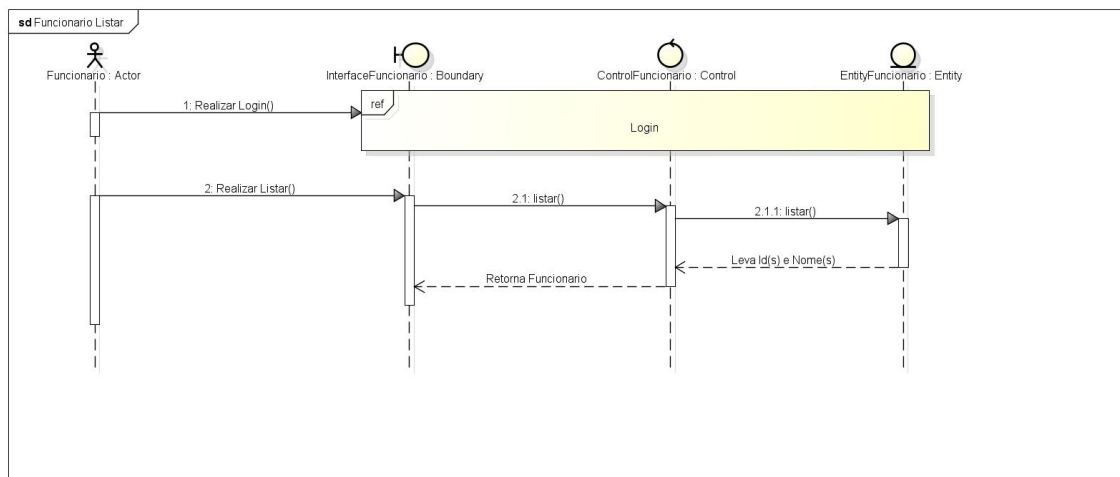 sd Funcionario Listar
Funcionario : Actor
InterfaceFuncionario : Boundary
ControlFuncionario : Control
EntityFuncionario : Entity
1: Realizar Login()
ref
Login
2: Realizar Listar()
2.1: listar()
2.1.1: listar()
Leva Id(s) e Nome(s)
Retorna Funcionario